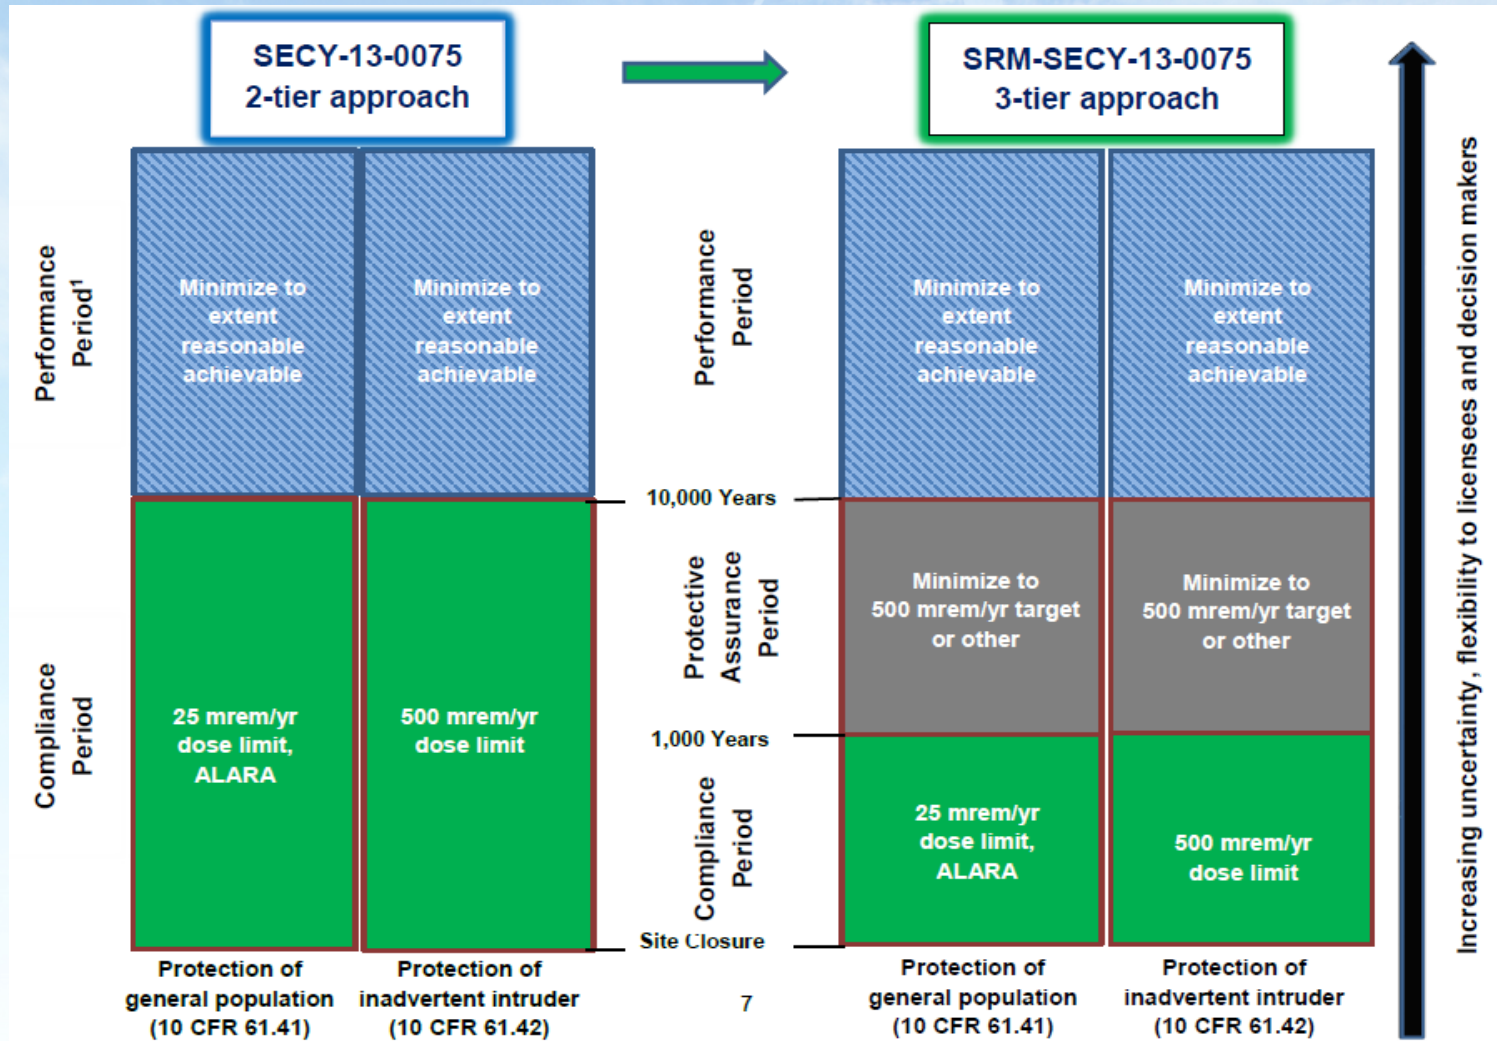 SECY-13-0075
2-tier approach
SRM-SECY-13-0075
3-tier approach
Performance
Period¹
Minimize to
extent
reasonable
achievable
Minimize to
extent
reasonable
achievable
Compliance
Period
25 mrem/yr
dose limit,
ALARA
500 mrem/yr
dose limit
Protection of
general population
(10 CFR 61.41)
Protection of
inadvertent intruder
(10 CFR 61.42)
Performance
Period
10,000 Years
Protective
Assurance
Period
1,000 Years
Compliance
Period
Site Closure
7
Minimize to
extent
reasonable
achievable
Minimize to
extent
reasonable
achievable
Minimize to
500 mrem/yr target
or other
Minimize to
500 mrem/yr target
or other
25 mrem/yr
dose limit,
ALARA
500 mrem/yr
dose limit
Protection of
general population
(10 CFR 61.41)
Protection of
inadvertent intruder
(10 CFR 61.42)
Increasing uncertainty, flexibility to licensees and decision makers